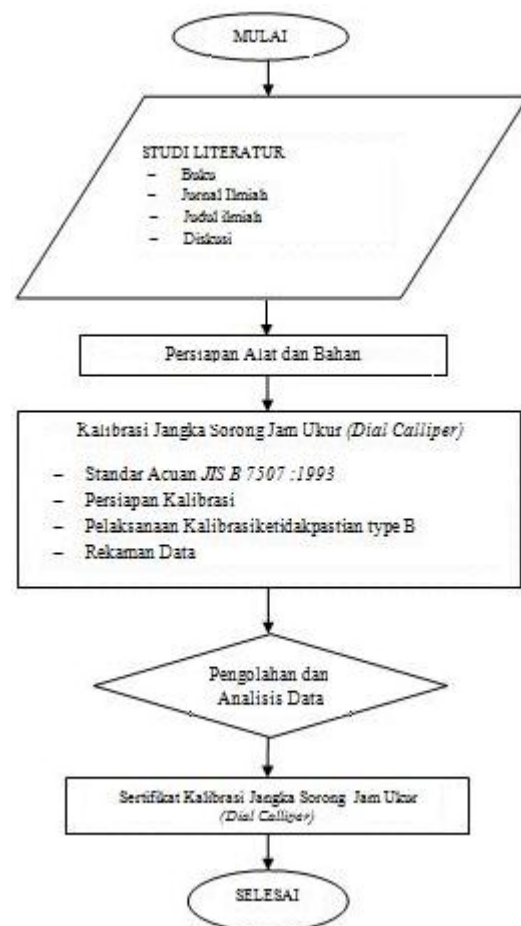 MULAI
STUDI LITERATUR
– Buku
– Jurnal Ilmiah
– Judul ilmiah
– Diskusi
Persiapan Alat dan Bahan
Kalibrasi Jangka Sorong Jam Ukur (Dial Calliper)
– Standar Acuan JIS B 7507 :1993
– Persiapan Kalibrasi
– Pelaksanaan Kalibrasiketidakpastian type B
– Rekaman Data
Pengolahan dan
Analisis Data
Sertifikat Kalibrasi Jangka Sorong Jam Ukur
(Dial Calliper)
SELESAI